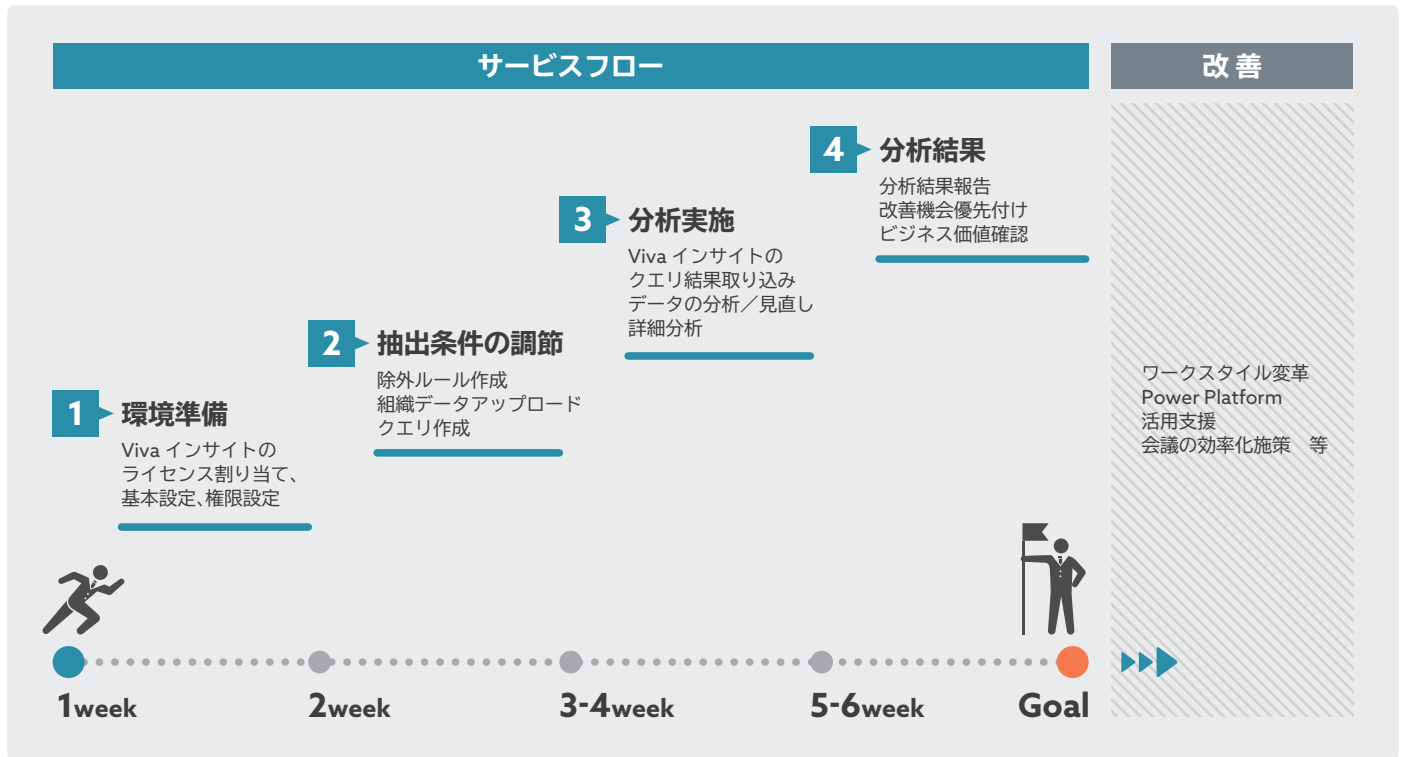 サービスフロー
改善
1
環境準備
Viva インサイトの
ライセンス割り当て、
基本設定、権限設定
2
抽出条件の調節
除外ルール作成
組織データアップロード
クエリ作成
3
分析実施
Viva インサイトの
クエリ結果取り込み
データの分析／見直し
詳細分析
4
分析結果
分析結果報告
改善機会優先付け
ビジネス価値確認
ワークスタイル変革
Power Platform
活用支援
会議の効率化施策　等
1week
2week
3-4week
5-6week
Goal